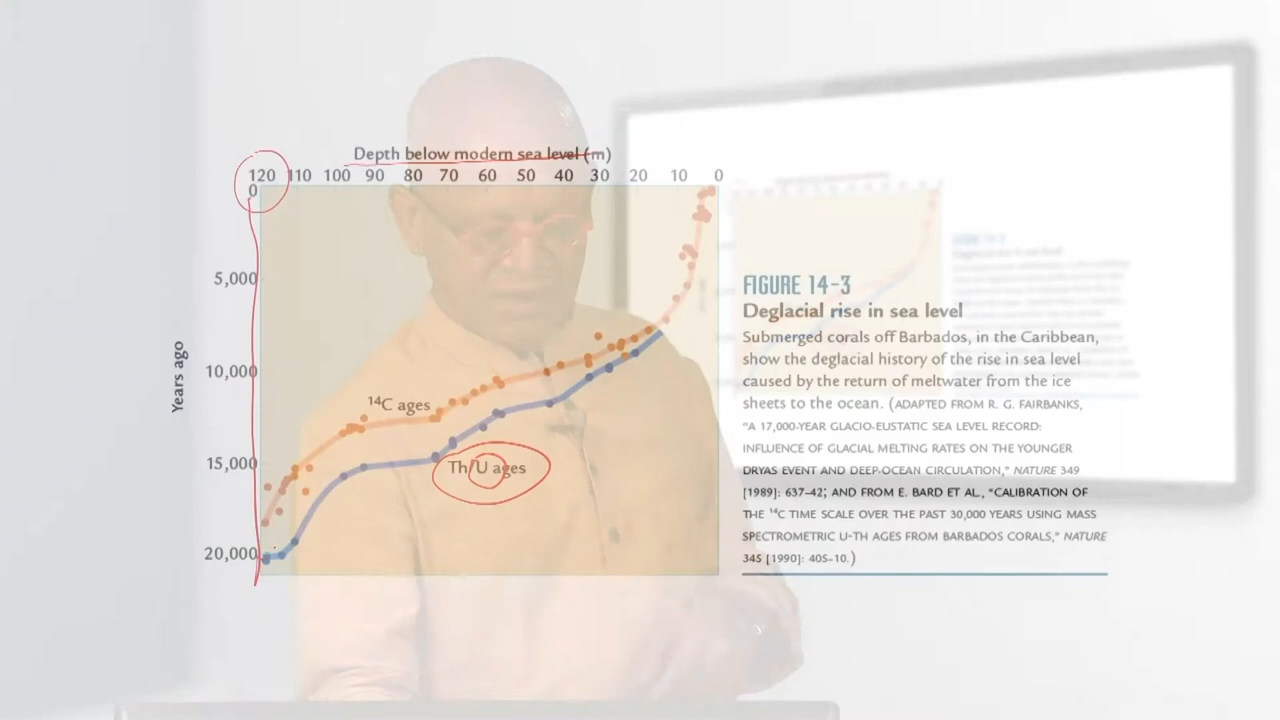 Depth below modern sea level (m)
120 110 100 90 80 70 60 50 40 30 20 10 0
0
5,000
10,000
15,000
20,000
Years ago
¹⁴C ages
Th/U ages
FIGURE 14-3
Deglacial rise in sea level
Submerged corals off Barbados, in the Caribbean,
show the deglacial history of the rise in sea level
caused by the return of meltwater from the ice
sheets to the ocean. (ADAPTED FROM R. G. FAIRBANKS,
"A 17,000-YEAR GLACIO-EUSTATIC SEA LEVEL RECORD:
INFLUENCE OF GLACIAL MELTING RATES ON THE YOUNGER
DRYAS EVENT AND DEEP-OCEAN CIRCULATION," NATURE 349
[1989]: 637–42; AND FROM E. BARD ET AL., "CALIBRATION OF
THE ¹⁴C TIME SCALE OVER THE PAST 30,000 YEARS USING MASS
SPECTROMETRIC U-TH AGES FROM BARBADOS CORALS," NATURE
345 [1990]: 405–10.)